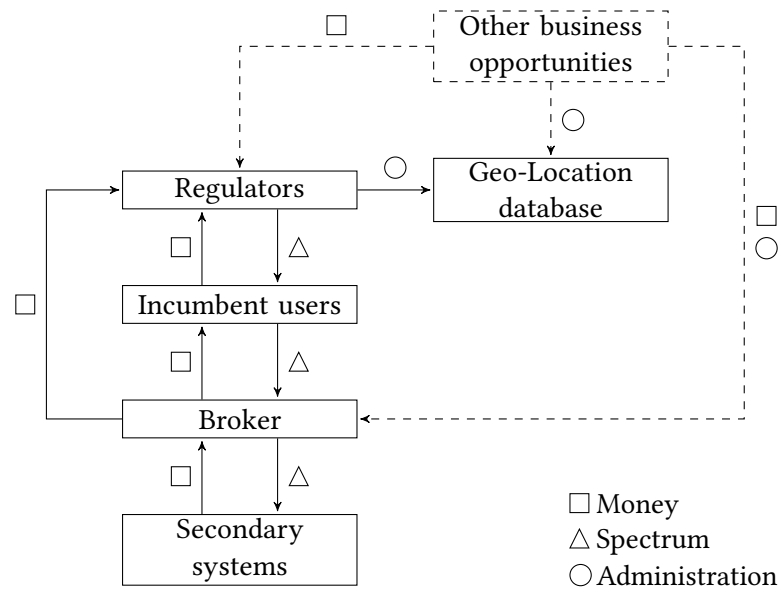 Other business
opportunities
Regulators
Geo-Location
database
Incumbent users
Broker
Secondary
systems
Money
Spectrum
Administration